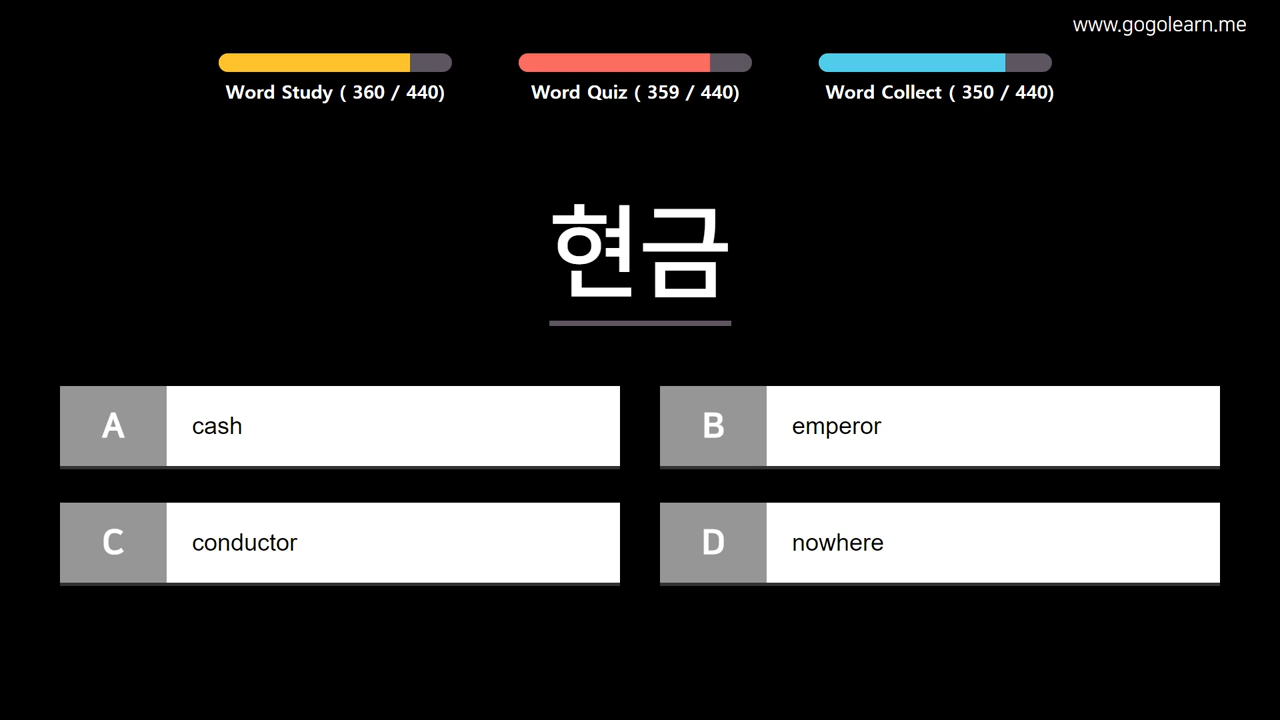 www.gogolearn.me
Word Study ( 360 / 440)
Word Quiz ( 359 / 440)
Word Collect ( 350 / 440)
현금
A cash
B emperor
C conductor
D nowhere